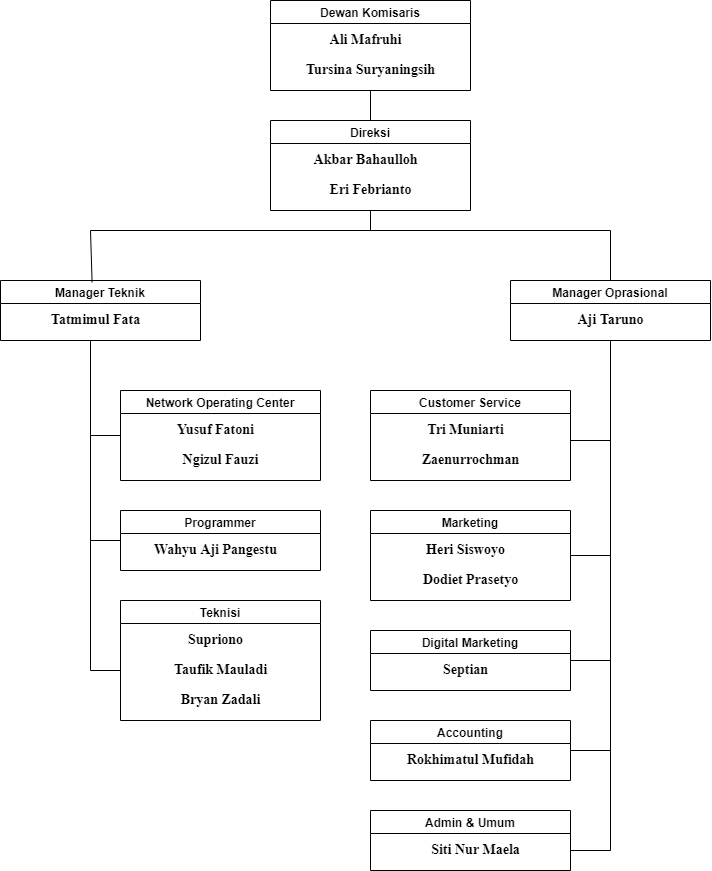 Dewan Komisaris
Ali Mafruhi
Tursina Suryaningsih
Direksi
Akbar Bahaulloh
Eri Febrianto
Manager Teknik
Tatmimul Fata
Manager Oprasional
Aji Taruno
Network Operating Center
Yusuf Fatoni
Ngizul Fauzi
Programmer
Wahyu Aji Pangestu
Teknisi
Supriono
Taufik Mauladi
Bryan Zadali
Customer Service
Tri Muniarti
Zaenurrochman
Marketing
Heri Siswoyo
Dodiet Prasetyo
Digital Marketing
Septian
Accounting
Rokhimatul Mufidah
Admin & Umum
Siti Nur Maela